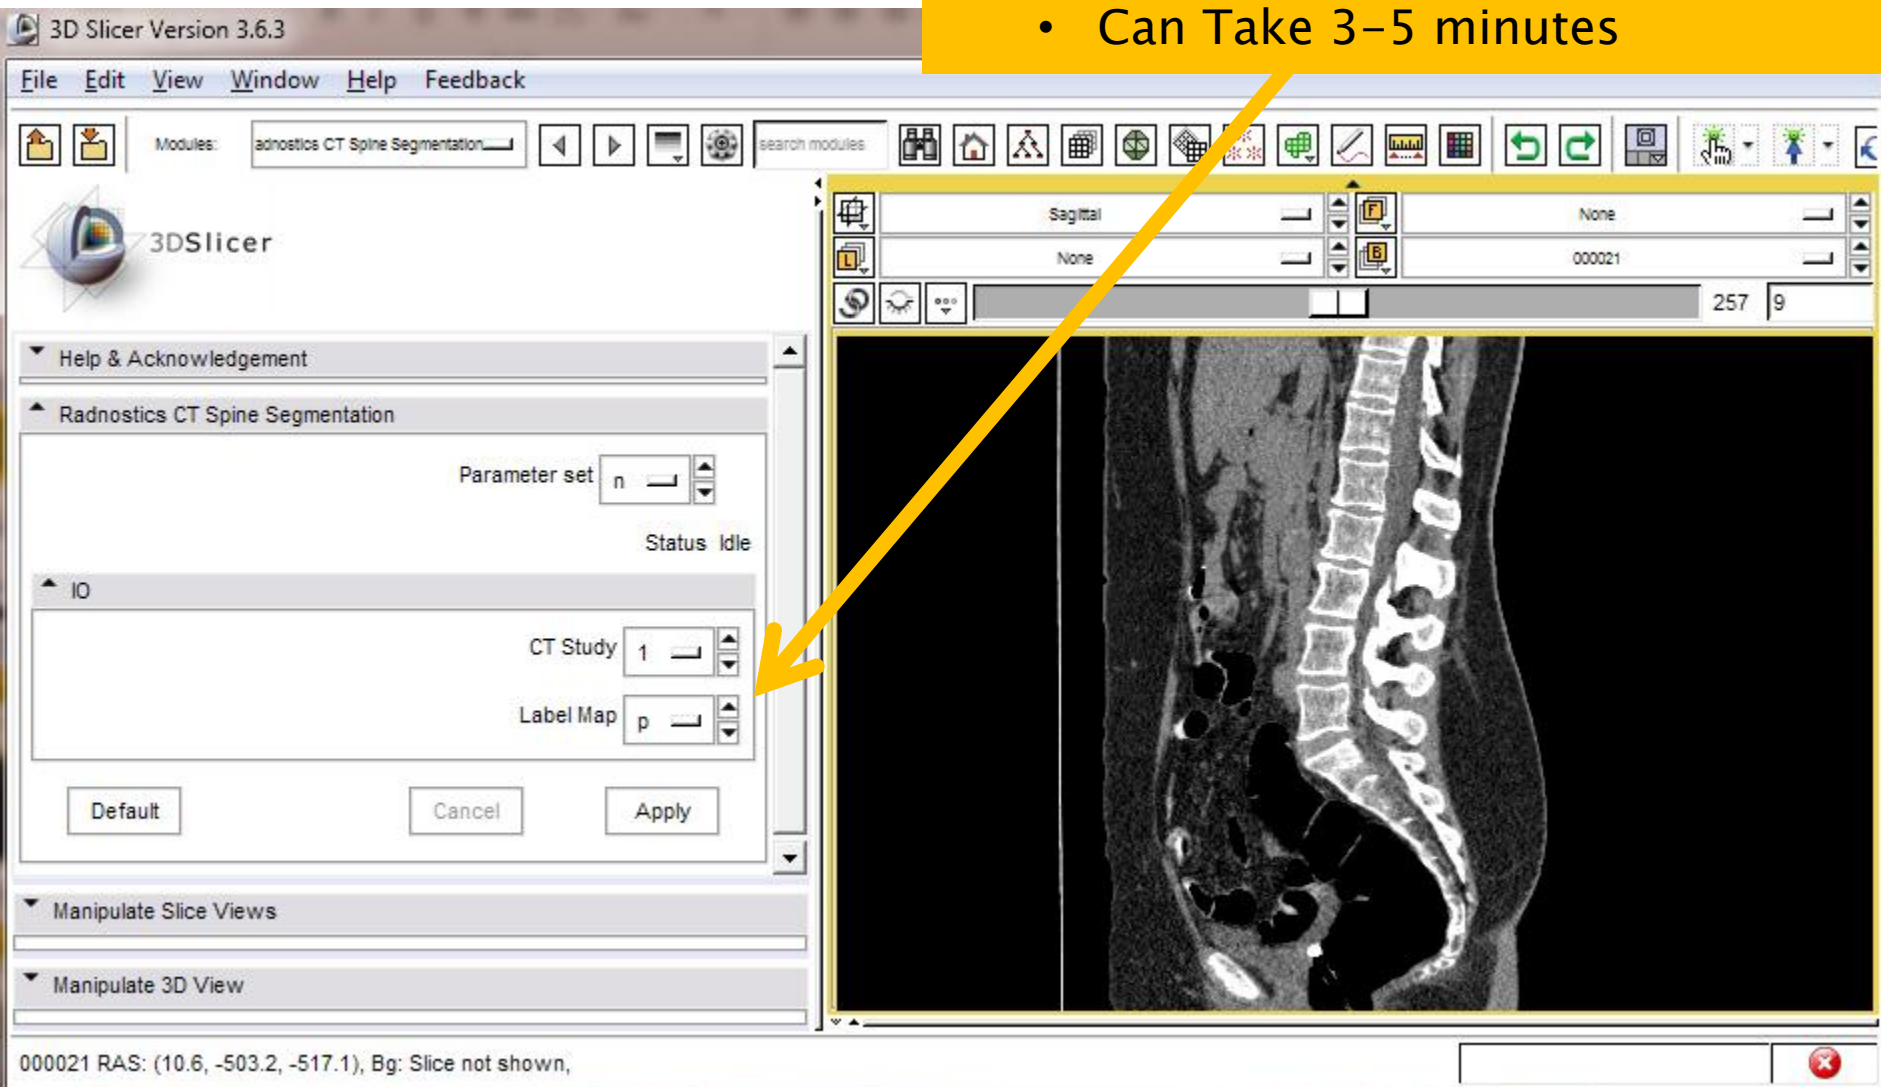 • Can Take 3-5 minutes
3D Slicer Version 3.6.3
File Edit View Window Help Feedback
Modules: adnostics CT Spine Segmentation search modules
3DSlicer
Sagittal F None
L None B 000021
257 9
Help & Acknowledgement
Radnostics CT Spine Segmentation
Parameter set n
Status Idle
IO
CT Study 1
Label Map p
Default Cancel Apply
Manipulate Slice Views
Manipulate 3D View
000021 RAS: (10.6, -503.2, -517.1), Bg: Slice not shown,